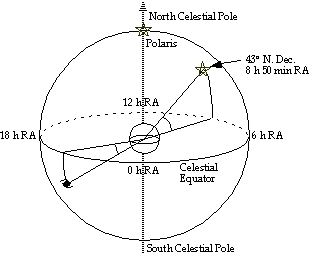 North Celestial Pole
Polaris
43° N. Dec.
8 h 50 min RA
12 h RA
18 h RA
6 h RA
0 h RA
Celestial
Equator
South Celestial Pole